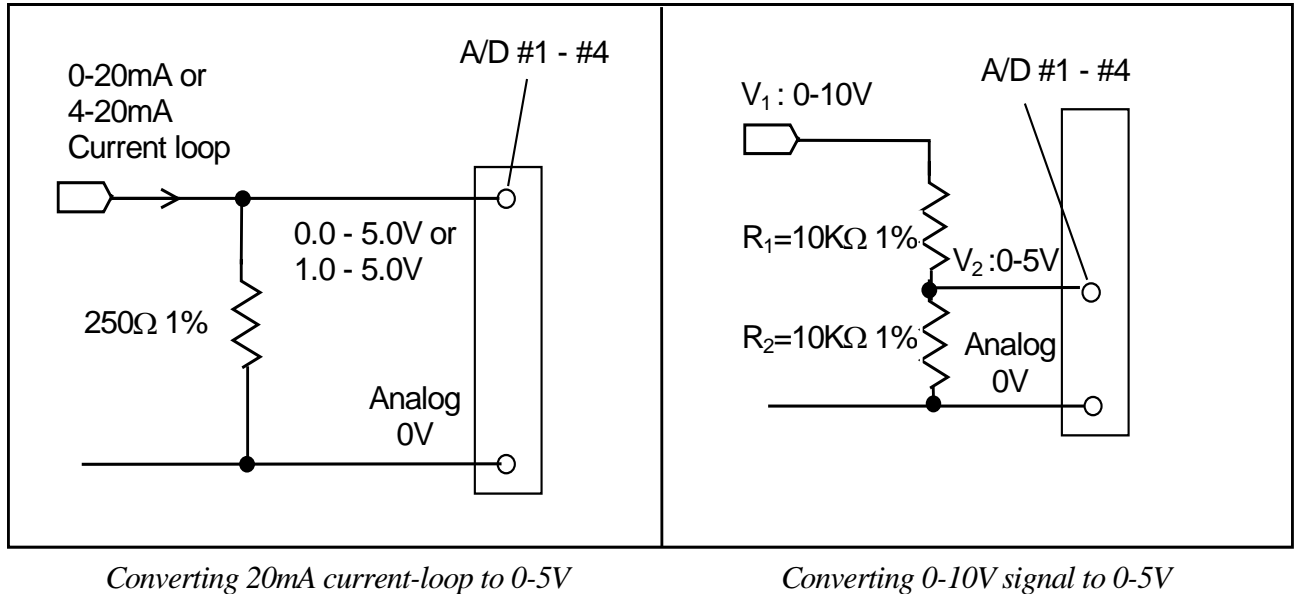 0-20mA or
4-20mA
Current loop
A/D #1 - #4
0.0 - 5.0V or
1.0 - 5.0V
250Ω 1%
Analog
0V
V₁ : 0-10V
A/D #1 - #4
R₁=10KΩ 1%
V₂ :0-5V
R₂=10KΩ 1%
Analog
0V
Converting 20mA current-loop to 0-5V
Converting 0-10V signal to 0-5V